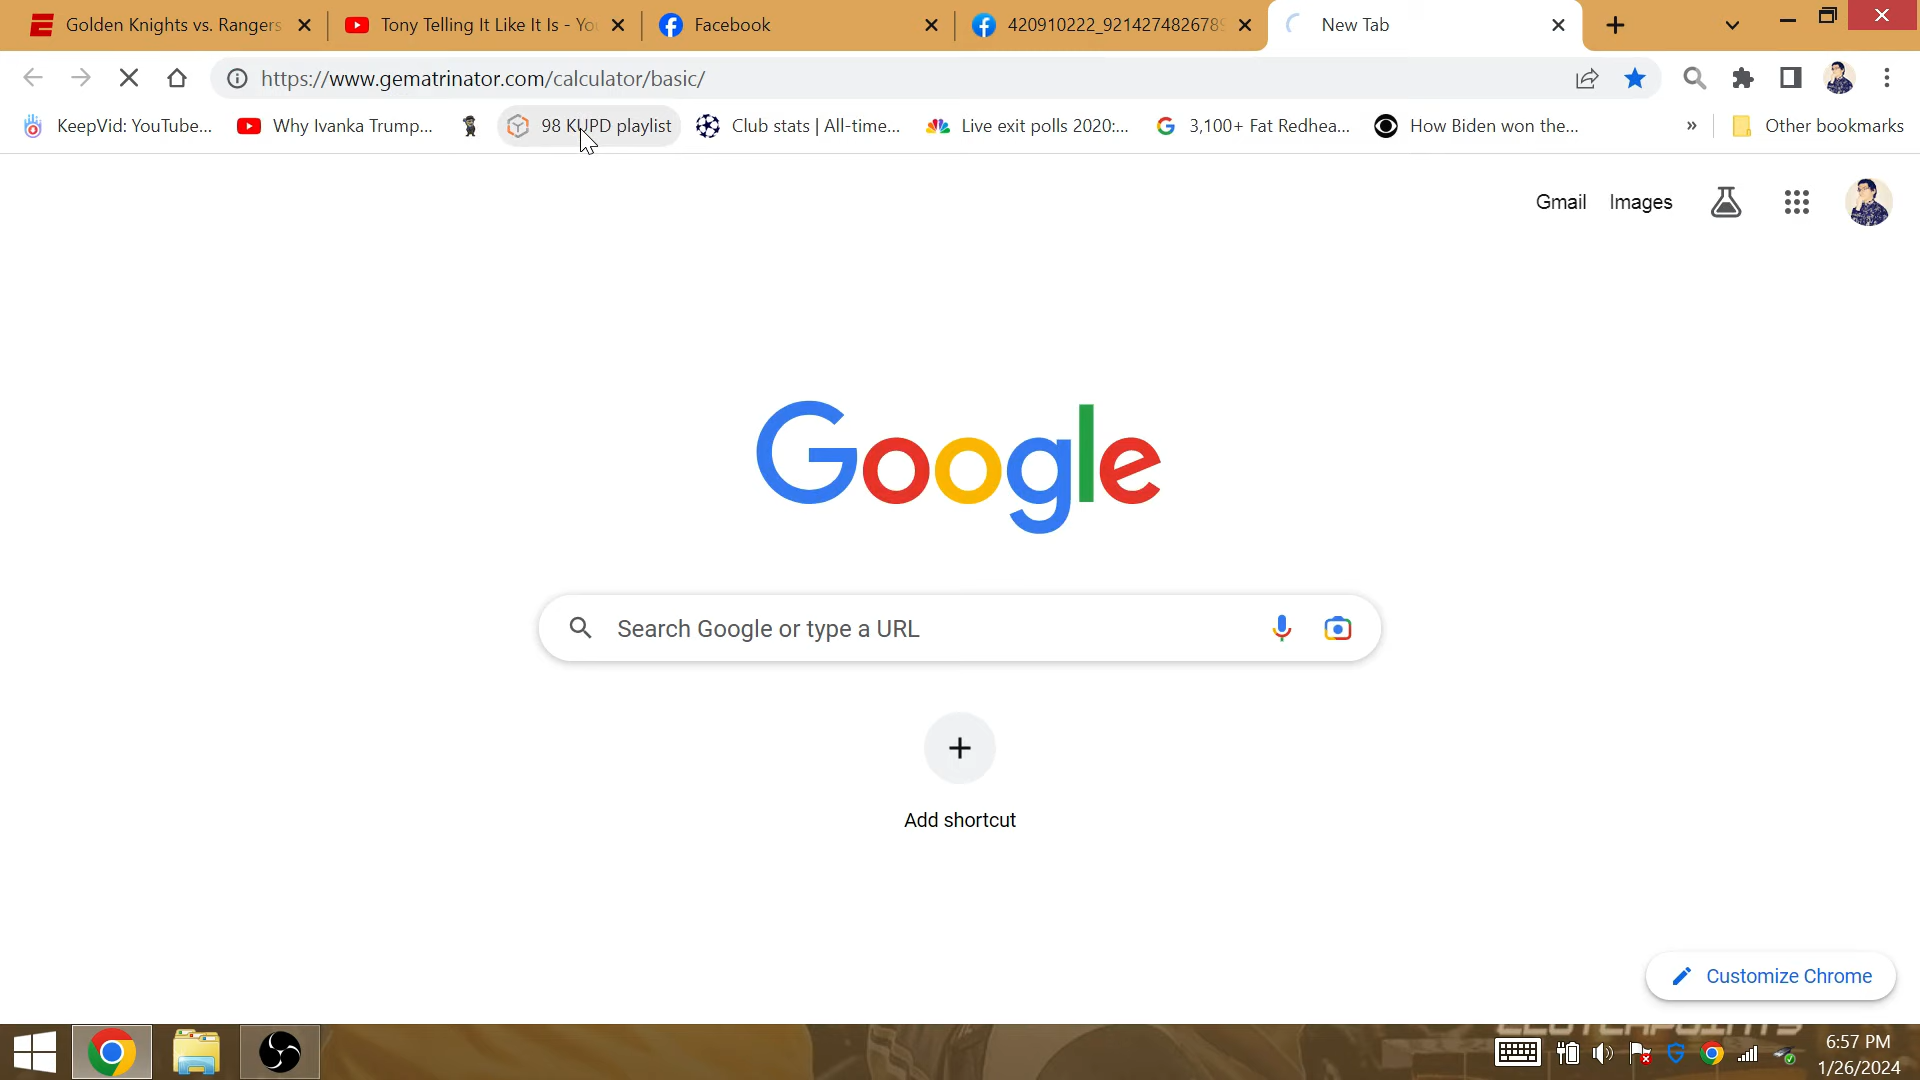 Golden Knights vs. Rangers
Tony Telling It Like It Is - You
Facebook
420910222_9214274826789
New Tab
https://www.gematrinator.com/calculator/basic/
KeepVid: YouTube...
Why Ivanka Trump...
98 KUPD playlist
Club stats | All-time...
Live exit polls 2020:...
3,100+ Fat Redhea...
How Biden won the...
»
Other bookmarks
Gmail
Images
Google
Search Google or type a URL
Add shortcut
Customize Chrome
6:57 PM
1/26/2024